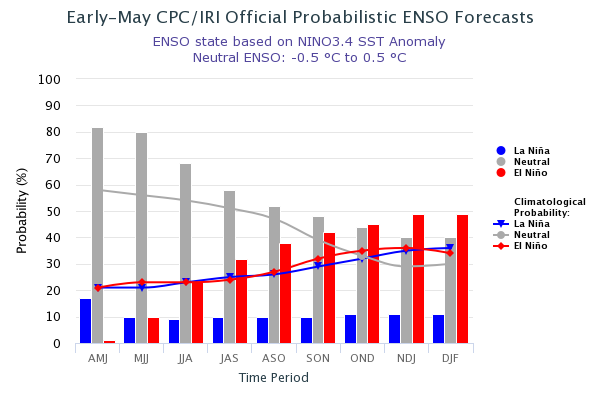 Early-May CPC/IRI Official Probabilistic ENSO Forecasts
ENSO state based on NINO3.4 SST Anomaly
Neutral ENSO: -0.5 ºC to 0.5 ºC
Probability (%)
100
90
80
70
60
50
40
30
20
10
0
AMJ MJJ JJA JAS ASO SON OND NDJ DJF
Time Period
La Niña
Neutral
El Niño
Climatological
Probability:
La Niña
Neutral
El Niño